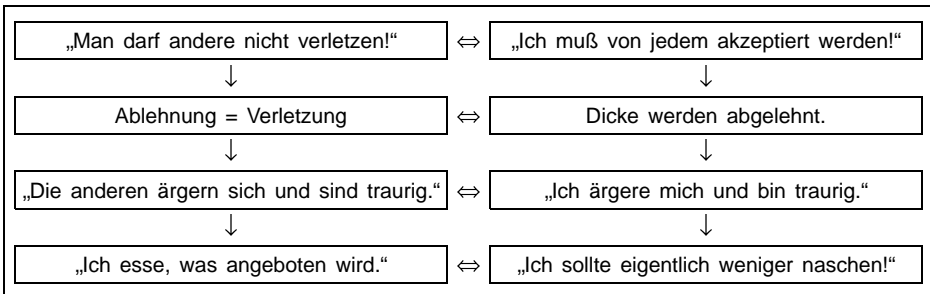 „Man darf andere nicht verletzen!“ ⇔ „Ich muß von jedem akzeptiert werden!“
↓ ↓
Ablehnung = Verletzung ⇔ Dicke werden abgelehnt.
↓ ↓
„Die anderen ärgern sich und sind traurig.“ ⇔ „Ich ärgere mich und bin traurig.“
↓ ↓
„Ich esse, was angeboten wird.“ ⇔ „Ich sollte eigentlich weniger naschen!“